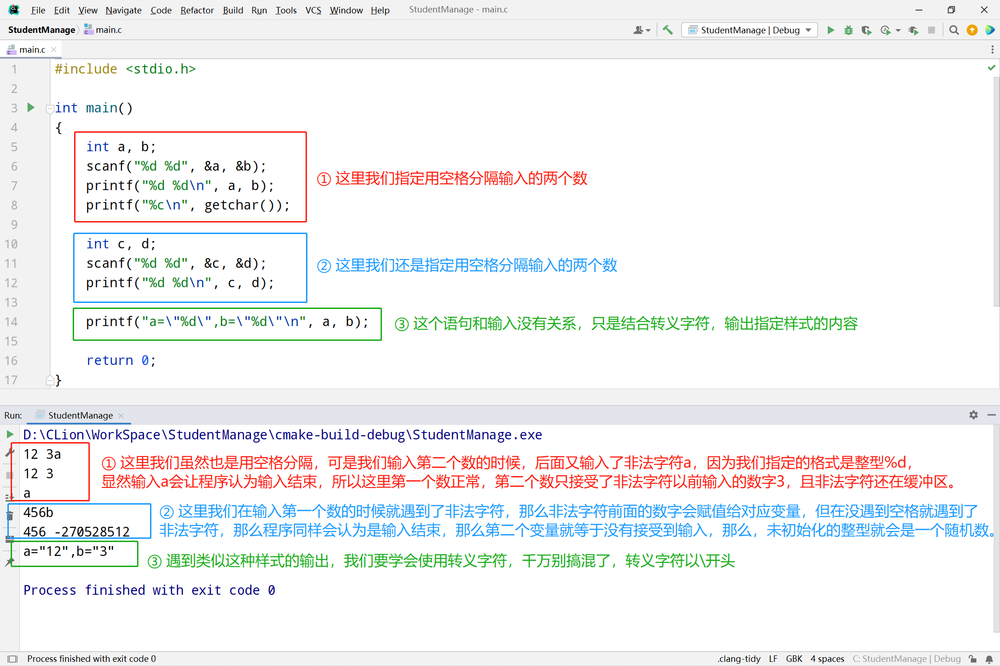 File Edit View Navigate Code Refactor Build Run Tools VCS Window Help StudentManage - main.c
StudentManage main.c StudentManage | Debug
main.c
1 #include <stdio.h>
2
3 int main()
4 {
5 int a, b;
6 scanf("%d %d", &a, &b);
7 printf("%d %d\n", a, b);
① 这里我们指定用空格分隔输入的两个数
8 printf("%c\n", getchar());
9
10 int c, d;
11 scanf("%d %d", &c, &d);
② 这里我们还是指定用空格分隔输入的两个数
12 printf("%d %d\n", c, d);
13
14 printf("a=\"%d\",b=\"%d\"\n", a, b);
③ 这个语句和输入没有关系，只是结合转义字符，输出指定样式的内容
15
16 return 0;
17 }
Run: StudentManage
D:\CLion\WorkSpace\StudentManage\cmake-build-debug\StudentManage.exe
12 3a
12 3
a
① 这里我们虽然也是用空格分隔，可是我们输入第二个数的时候，后面又输入了非法字符a，因为我们指定的格式是整型%d，
显然输入a会让程序认为输入结束，所以这里第一个数正常，第二个数只接受了非法字符以前输入的数字3，且非法字符还在缓冲区。
456b
456 -270528512
② 这里我们在输入第一个数的时候就遇到了非法字符，那么非法字符前面的数字会赋值给对应变量，但在没遇到空格就遇到了
非法字符，那么程序同样会认为是输入结束，那么第二个变量就等于没有接受到输入，那么，未初始化的整型就会是一个随机数。
a="12",b="3"
③ 遇到类似这种样式的输出，我们要学会使用转义字符，千万别搞混了，转义字符以\开头
Process finished with exit code 0
Process finished with exit code 0 .clang-tidy LF GBK 4 spaces C: StudentManage | Debug